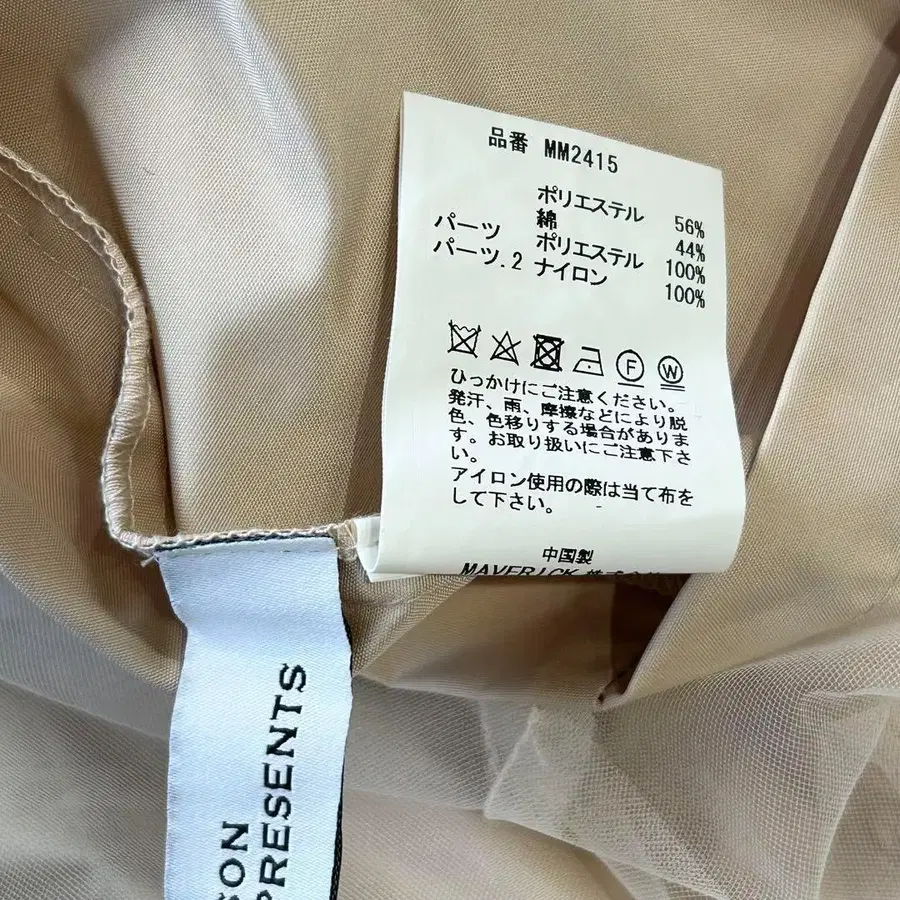 品番 MM2415
ポリエステル 56%
綿 44%
パーツ ポリエステル 100%
パーツ.2 ナイロン 100%
F W
ひっかけにご注意ください。
発汗、雨、摩擦などにより脱
色、色移りする場合がありま
す。お取り扱いにご注意下さ
い。
アイロン使用の際は当て布を
して下さい。
中国製
MAVERICK 株式会社
PRESENTS